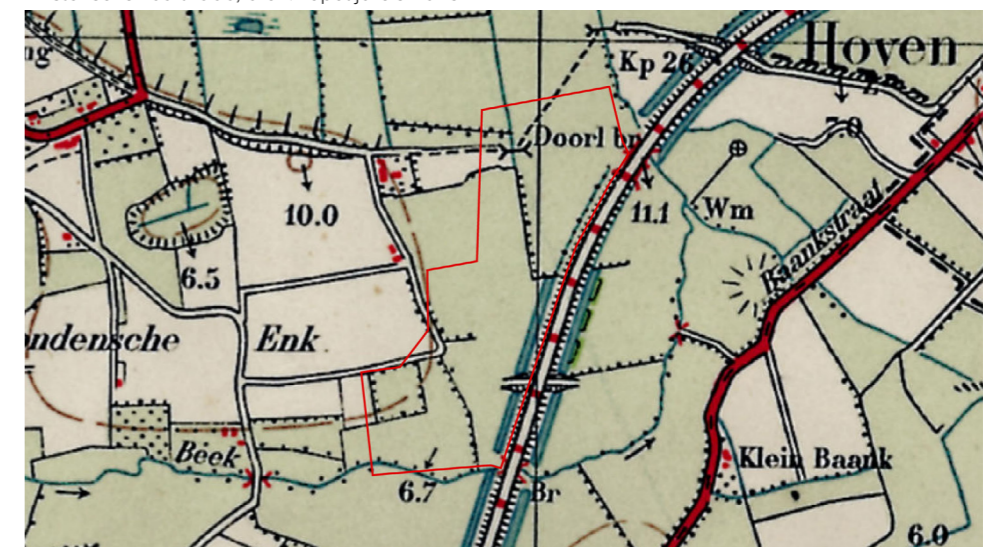 ng
Kp 26
Hoven
Doorl br
7.0
10.0
11.1
Wm
Baankstraat
6.5
ndensche
Enk
Beek
6.7
Br
Klein Baank
6.0